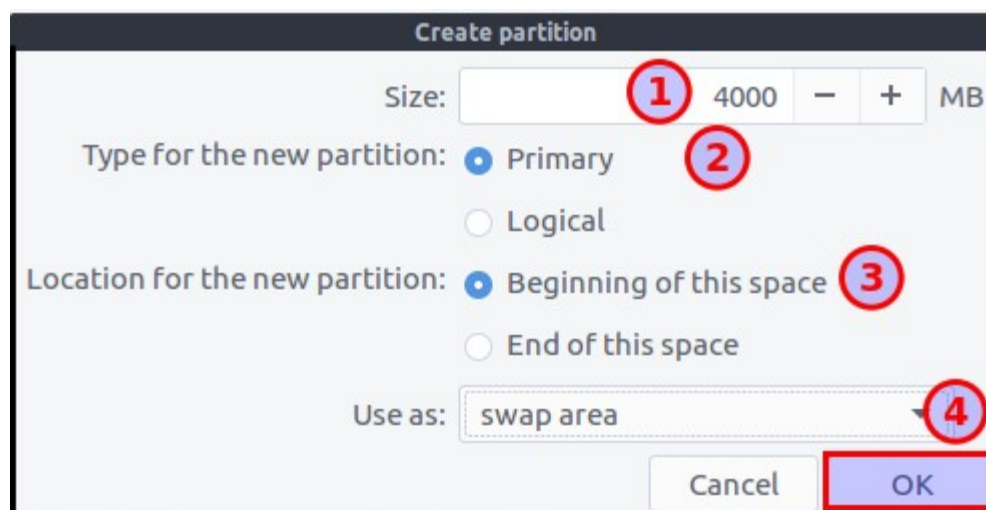 Create partition
Size: 1 4000 − + MB
Type for the new partition: Primary 2
Logical
Location for the new partition: Beginning of this space 3
End of this space
Use as: swap area 4
Cancel OK